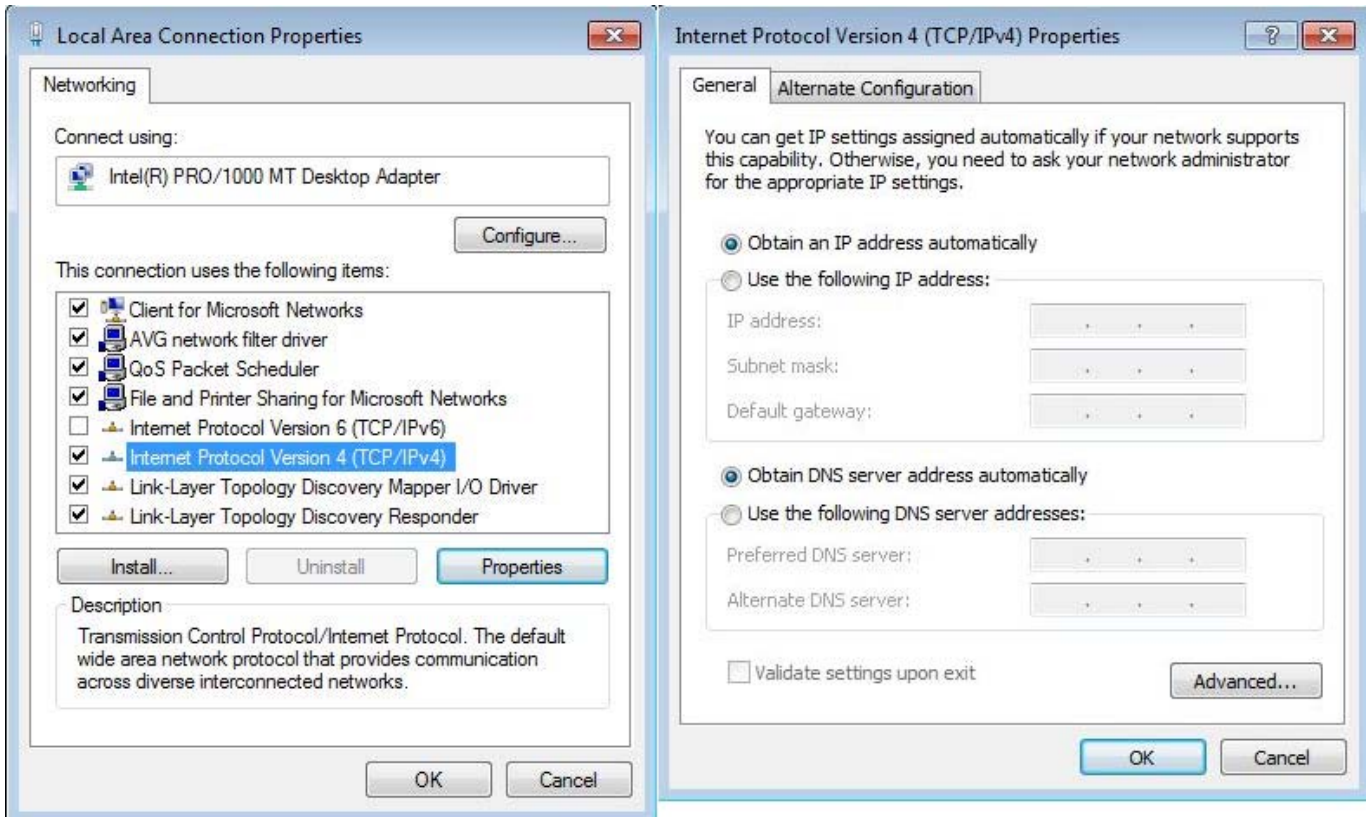 Local Area Connection Properties
Networking
Connect using:
Intel(R) PRO/1000 MT Desktop Adapter
Configure...
This connection uses the following items:
Client for Microsoft Networks
AVG network filter driver
QoS Packet Scheduler
File and Printer Sharing for Microsoft Networks
Internet Protocol Version 6 (TCP/IPv6)
Internet Protocol Version 4 (TCP/IPv4)
Link-Layer Topology Discovery Mapper I/O Driver
Link-Layer Topology Discovery Responder
Install...
Uninstall
Properties
Description
Transmission Control Protocol/Internet Protocol. The default
wide area network protocol that provides communication
across diverse interconnected networks.
OK
Cancel
Internet Protocol Version 4 (TCP/IPv4) Properties
General
Alternate Configuration
You can get IP settings assigned automatically if your network supports
this capability. Otherwise, you need to ask your network administrator
for the appropriate IP settings.
Obtain an IP address automatically
Use the following IP address:
IP address:
Subnet mask:
Default gateway:
Obtain DNS server address automatically
Use the following DNS server addresses:
Preferred DNS server:
Alternate DNS server:
Validate settings upon exit
Advanced...
OK
Cancel